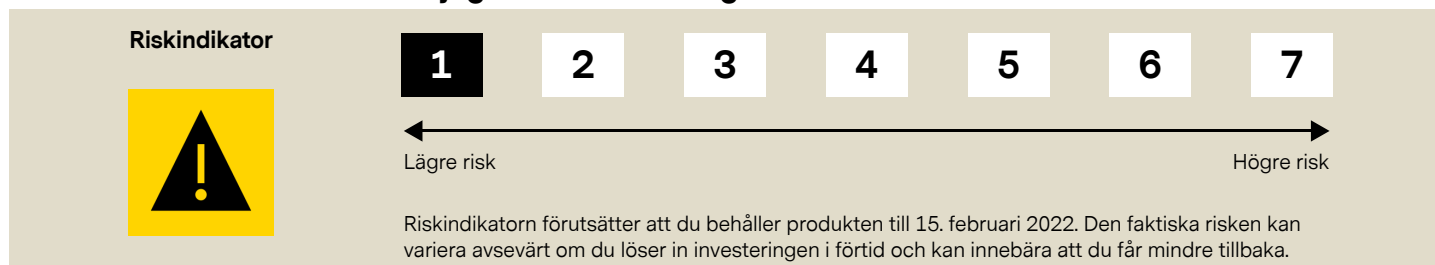 Riskindikator
1 2 3 4 5 6 7
Lägre risk Högre risk
Riskindikatorn förutsätter att du behåller produkten till 15. februari 2022. Den faktiska risken kan
variera avsevärt om du löser in investeringen i förtid och kan innebära att du får mindre tillbaka.